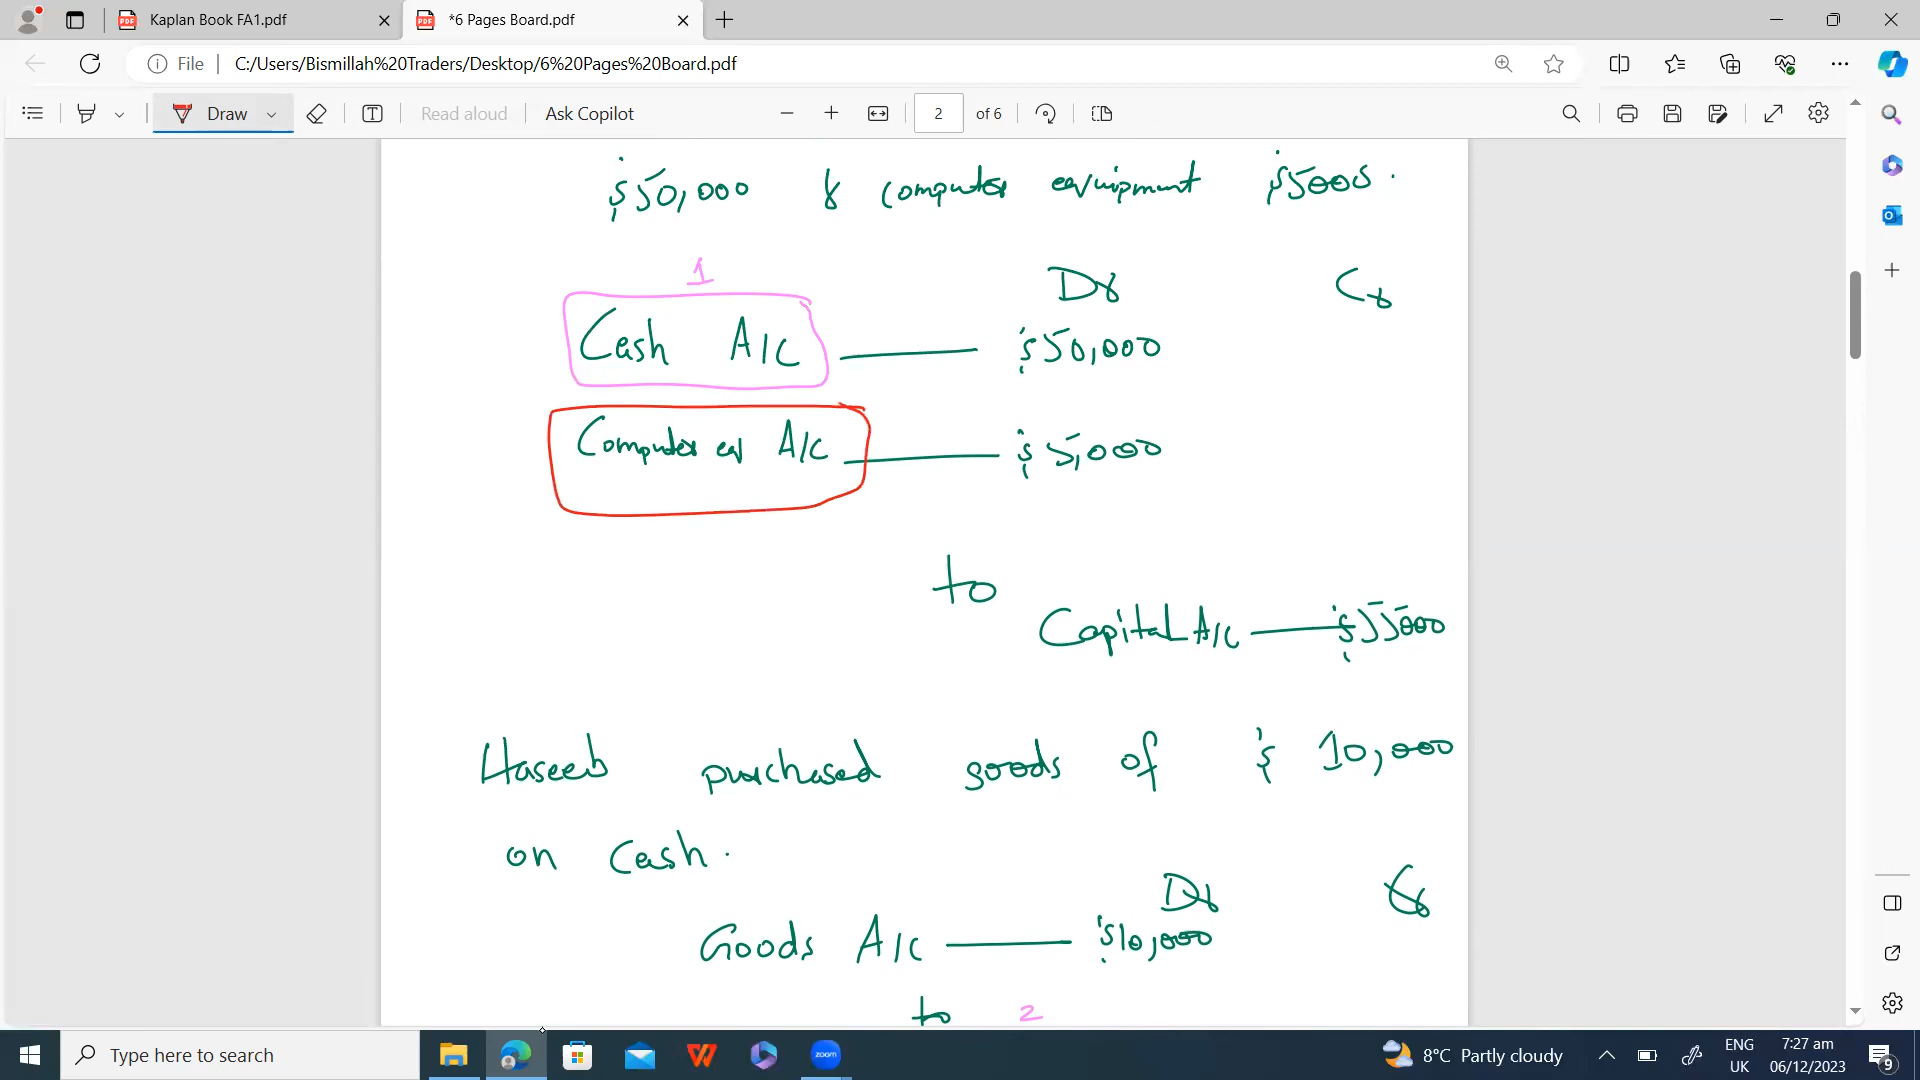 Kaplan Book FA1.pdf
*6 Pages Board.pdf
File
C:/Users/Bismillah%20Traders/Desktop/6%20Pages%20Board.pdf
Draw
Read aloud
Ask Copilot
2 of 6
$50,000 & computer equipment $5000.
1
Dr Cr
Cash A/C $50,000
Computer eq A/C $5,000
to
Capital A/C $55000
Haseeb purchased goods of $ 10,000
on Cash.
Dr Cr
Goods A/C $10,000
to 2
Type here to search
zoom
8°C Partly cloudy
ENG
UK
7:27 am
06/12/2023
9